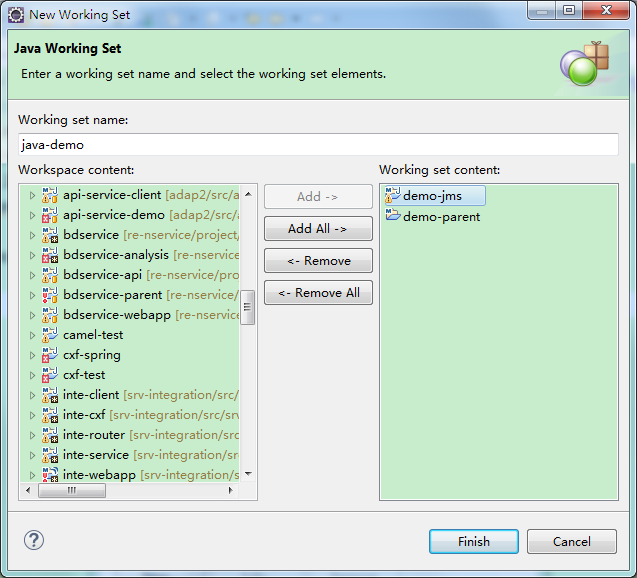 New Working Set
Java Working Set
Enter a working set name and select the working set elements.
Working set name:
java-demo
Workspace content:
Working set content:
api-service-client [adap2/src/a
api-service-demo [adap2/src/a
bdservice [re-nservice/project/
bdservice-analysis [re-nservice
bdservice-api [re-nservice/pro
bdservice-parent [re-nservice/
bdservice-webapp [re-nservice
camel-test
cxf-spring
cxf-test
inte-client [srv-integration/src/
inte-cxf [srv-integration/src/srv
inte-router [srv-integration/src
inte-service [srv-integration/src
inte-webapp [srv-integration/s
Add ->
Add All ->
<- Remove
<- Remove All
demo-jms
demo-parent
?
Finish
Cancel